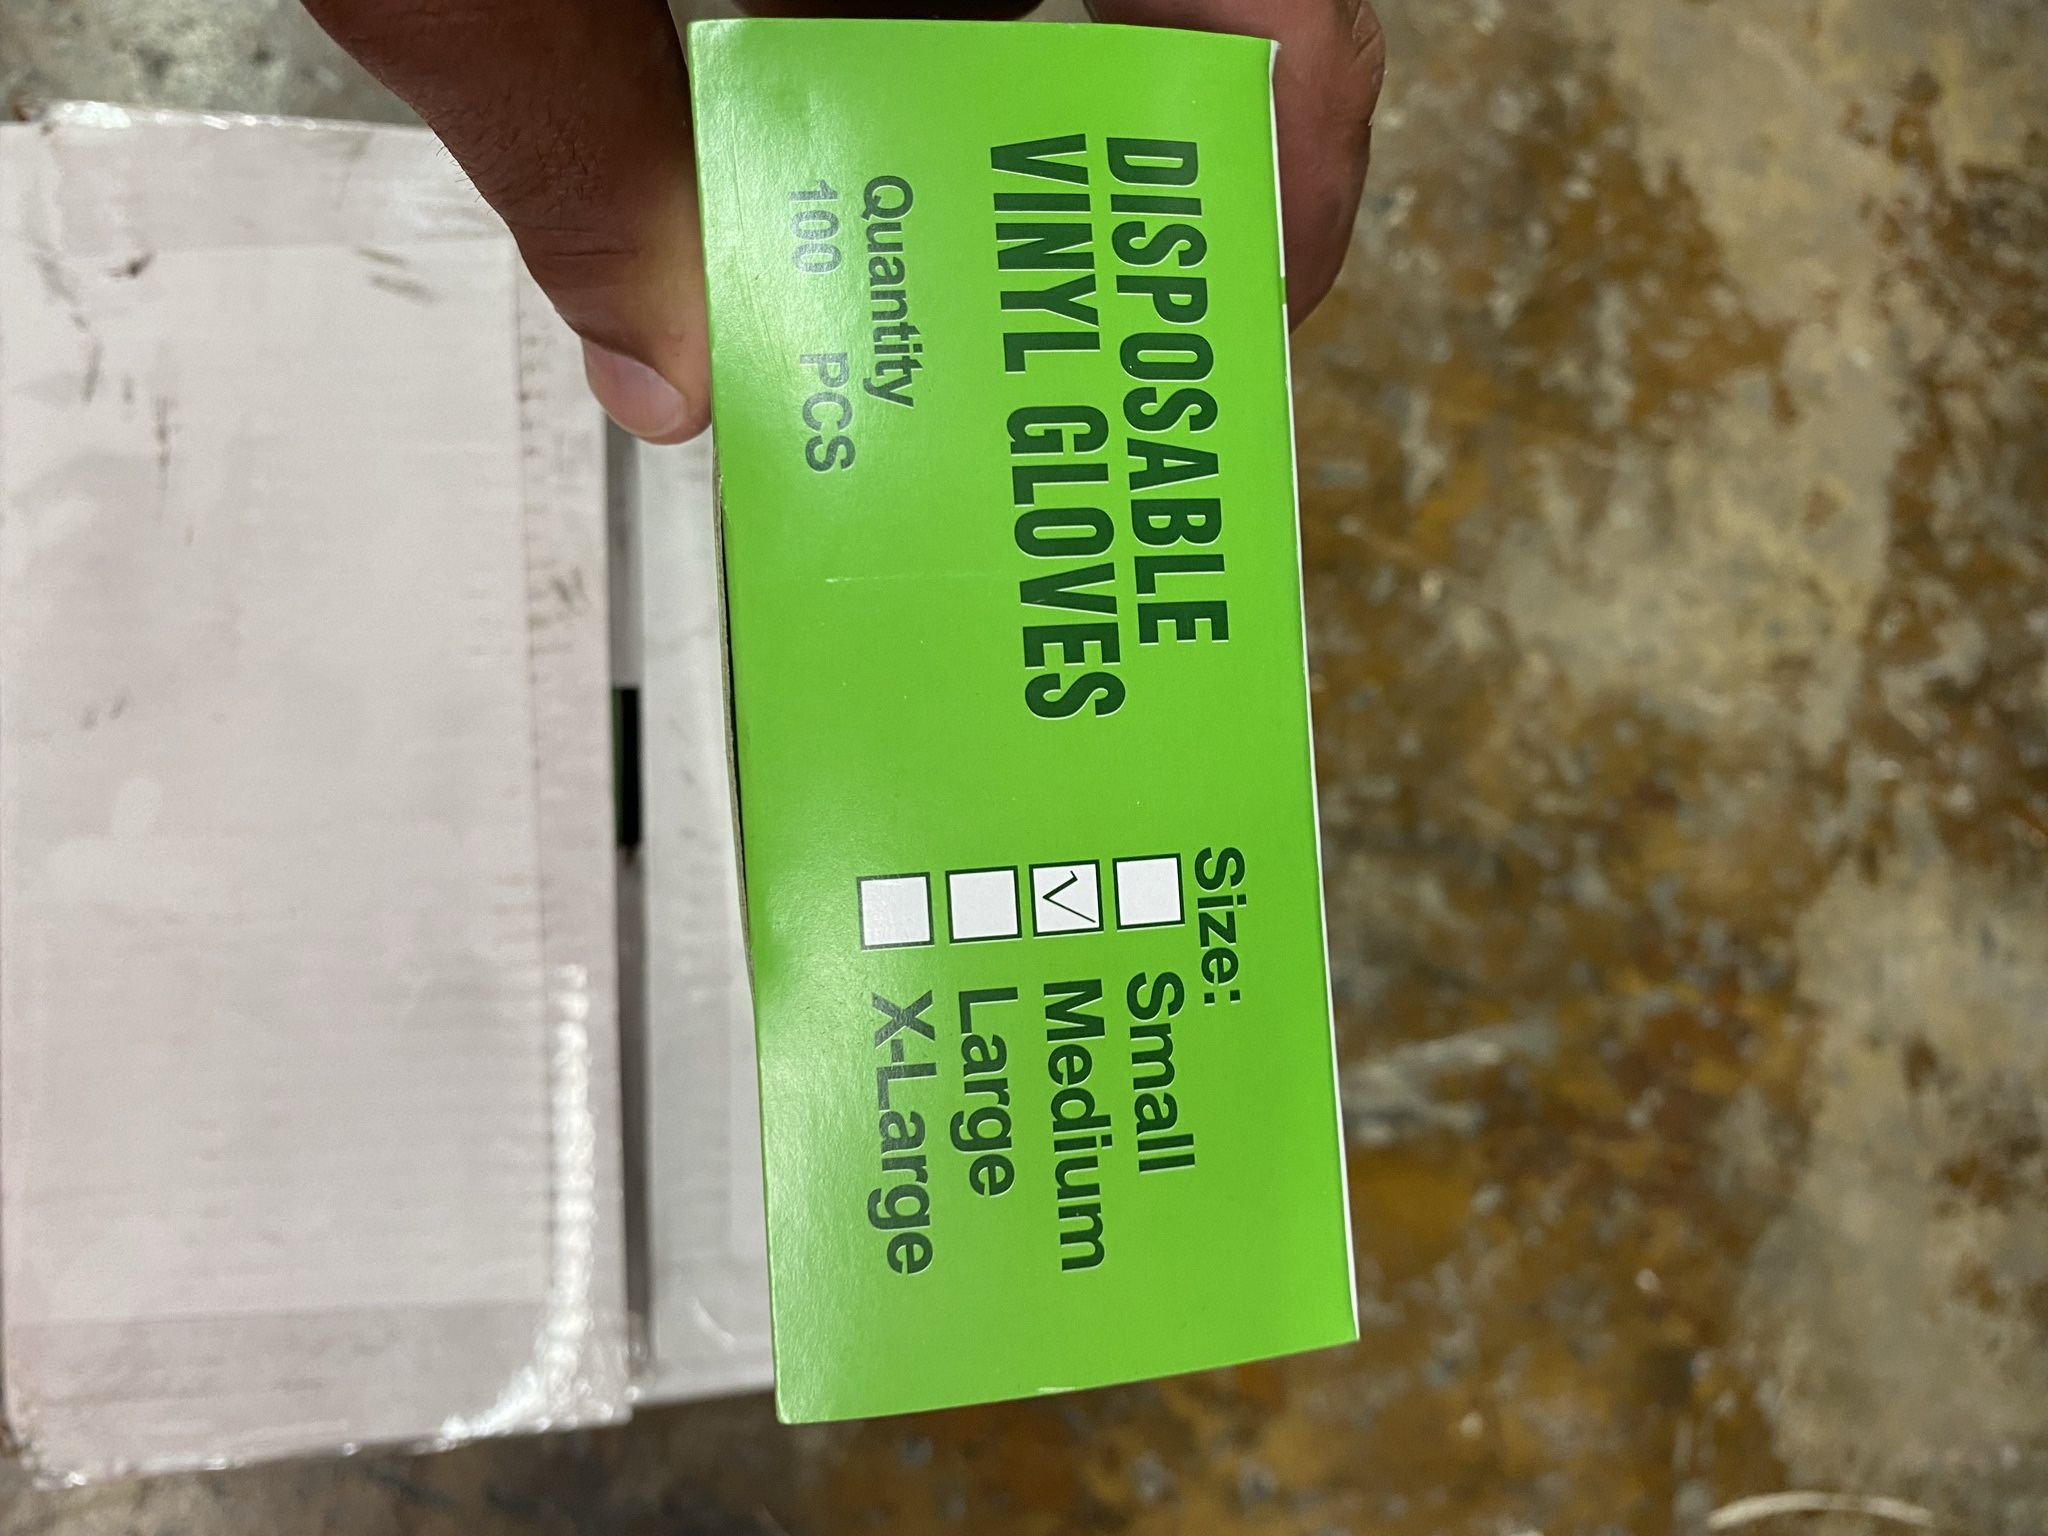 DISPOSABLE
VINYL GLOVES
Quantity
100 PCS
Size:
Small
√ Medium
Large
X-Large